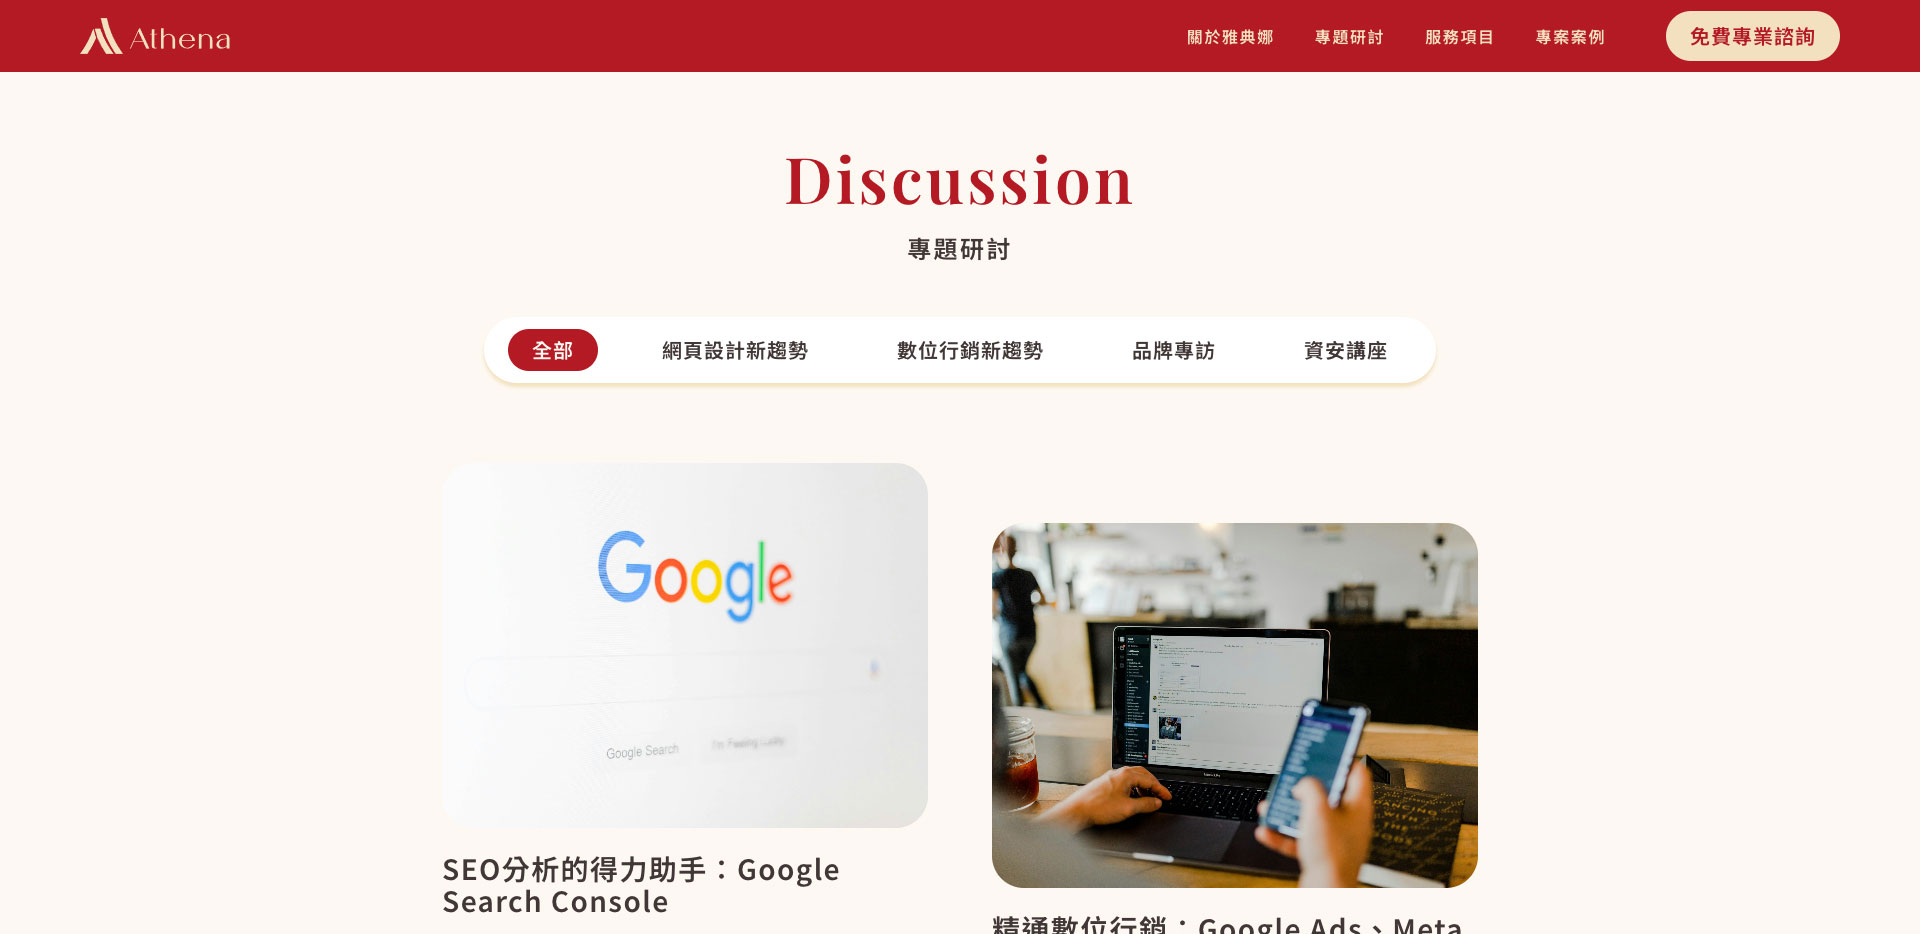 Athena
關於雅典娜
專題研討
服務項目
專案案例
免費專業諮詢
Discussion
專題研討
全部
網頁設計新趨勢
數位行銷新趨勢
品牌專訪
資安講座
Google
Google Search
I'm Feeling Lucky
SEO分析的得力助手：Google
Search Console
精通數位行銷：Google Ads、Meta